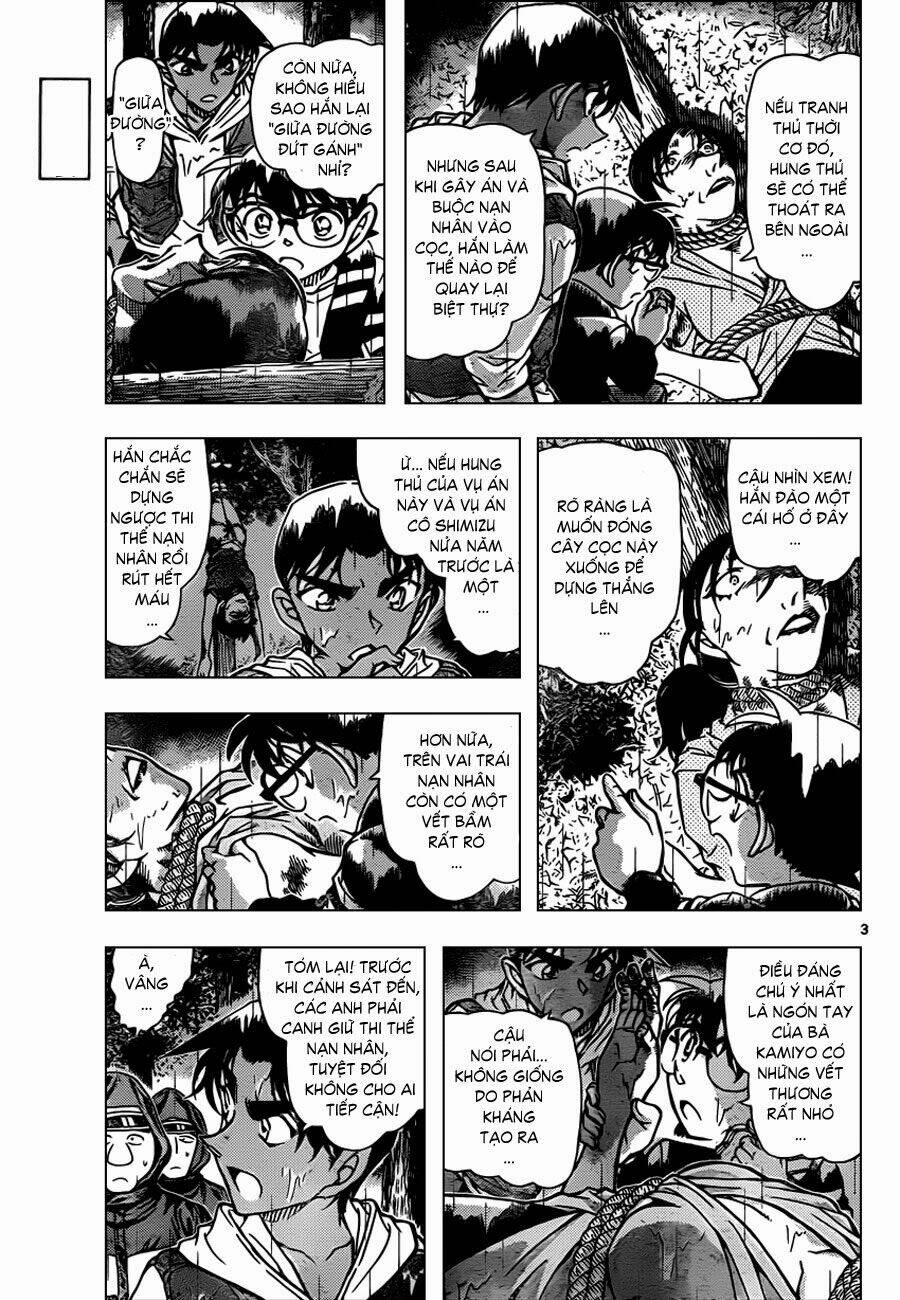 NẾU TRANH
THỦ THỜI
CƠ ĐÓ,
HUNG THỦ
SẼ CÓ THỂ
THOÁT RA
BÊN NGOÀI
...
NHƯNG SAU
KHI GÂY ÁN VÀ
BUỘC NẠN
NHÂN VÀO
CỌC, HẮN LÀM
THẾ NÀO ĐỂ
QUAY LẠI
BIỆT THỰ?
CÒN NỮA,
KHÔNG HIỂU
SAO HẮN LẠI
"GIỮA ĐƯỜNG
ĐỨT GÁNH"
NHỈ?
"GIỮA
ĐƯỜNG"
?
CẬU NHÌN XEM!
HẮN ĐÀO MỘT
CÁI HỐ Ở ĐÂY
...
RÕ RÀNG LÀ
MUỐN ĐÓNG
CÂY CỌC NÀY
XUỐNG ĐỂ
DỰNG THẲNG
LÊN
...
Ừ... NẾU HUNG
THỦ CỦA VỤ ÁN
NÀY VÀ VỤ ÁN
CÔ SHIMIZU
NỬA NĂM
TRƯỚC LÀ
MỘT
...
HẮN CHẮC
CHẮN SẼ
DỰNG
NGƯỢC THI
THỂ NẠN
NHÂN RỒI
RÚT HẾT
MÁU
...
HƠN NỮA,
TRÊN VAI TRÁI
NẠN NHÂN
CÒN CÓ MỘT
VẾT BẦM
RẤT RÕ
...
3
ĐIỀU ĐÁNG
CHÚ Ý NHẤT
LÀ NGÓN TAY
CỦA BÀ
KAMIYO CÓ
NHỮNG VẾT
THƯƠNG
RẤT NHỎ
...
CẬU
NÓI PHẢI...
KHÔNG GIỐNG
DO PHẢN
KHÁNG
TẠO RA
...
TÓM LẠI! TRƯỚC
KHI CẢNH SÁT ĐẾN,
CÁC ANH PHẢI
CANH GIỮ THI THỂ
NẠN NHÂN,
TUYỆT ĐỐI
KHÔNG CHO AI
TIẾP CẬN!
À,
VÂNG
...